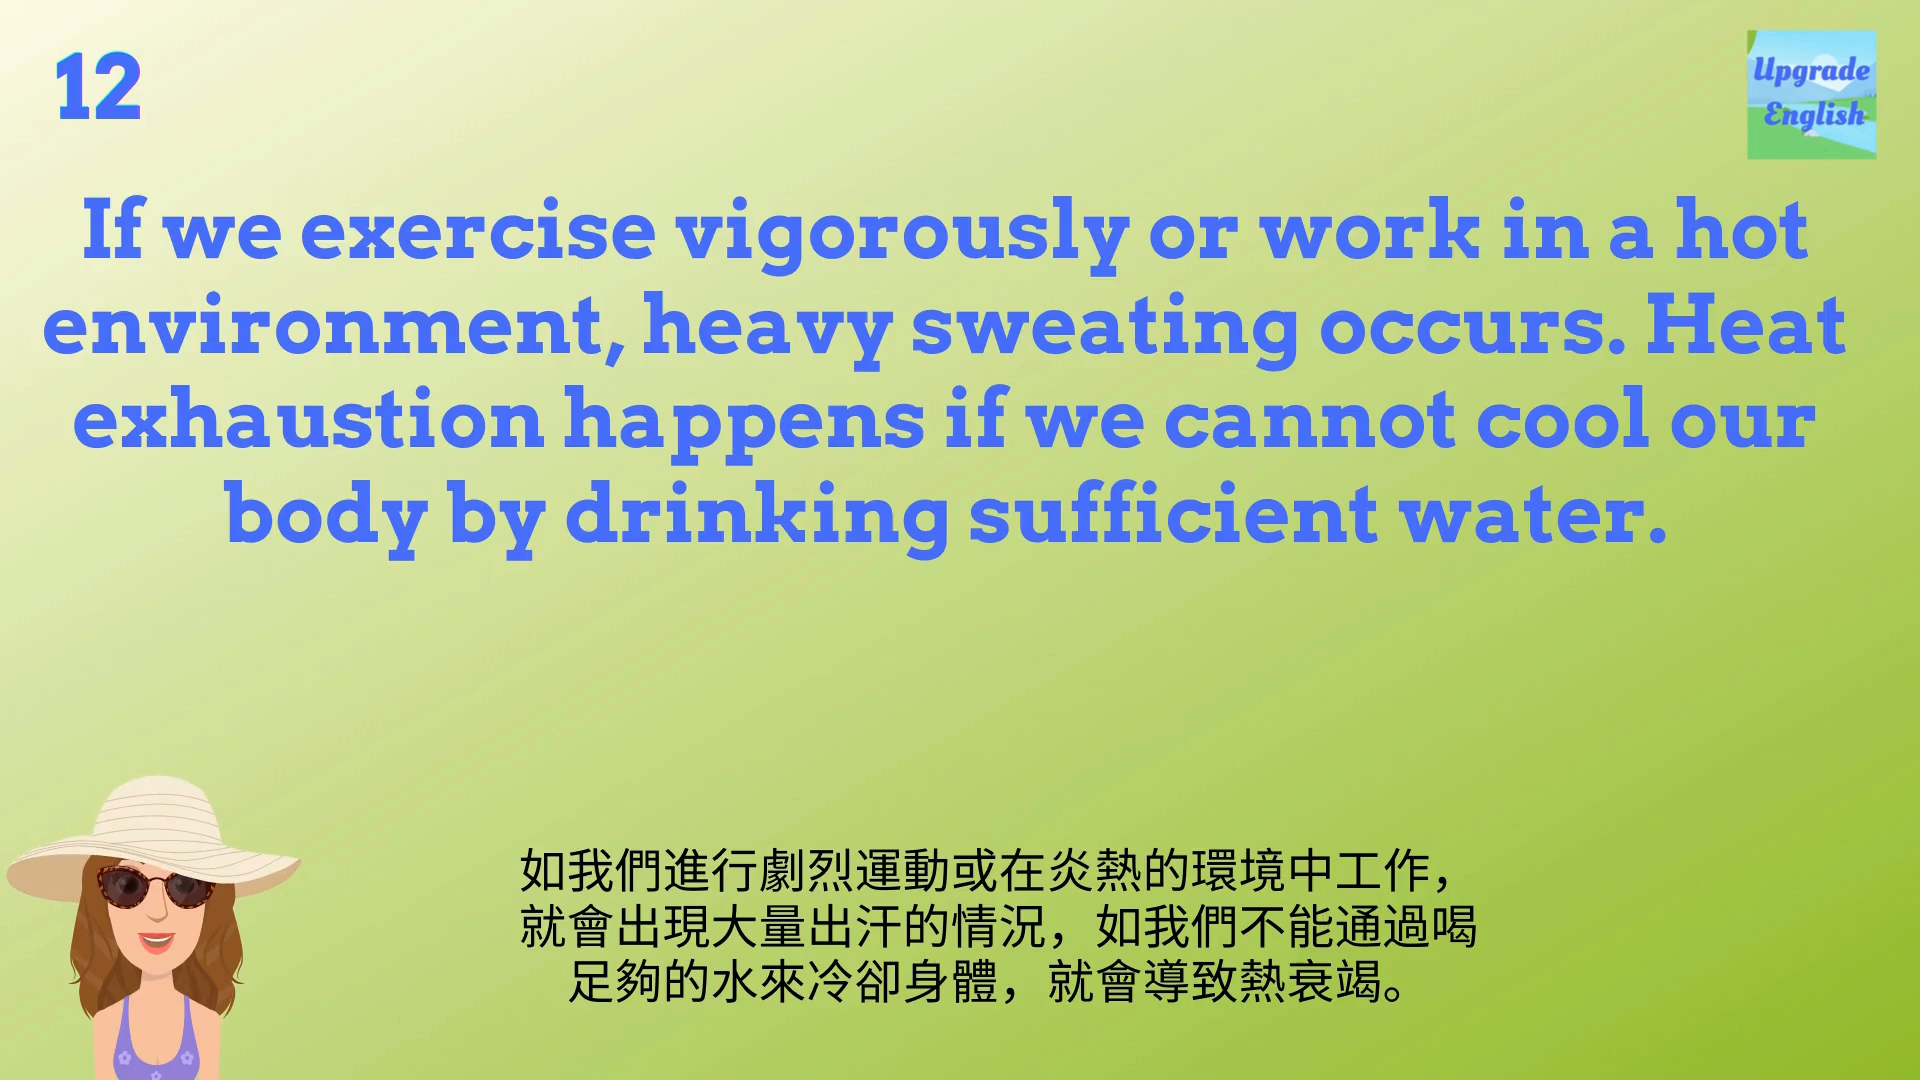 12
Upgrade
English
If we exercise vigorously or work in a hot
environment, heavy sweating occurs. Heat
exhaustion happens if we cannot cool our
body by drinking sufficient water.
如我們進行劇烈運動或在炎熱的環境中工作，
就會出現大量出汗的情況，如我們不能通過喝
足夠的水來冷卻身體，就會導致熱衰竭。